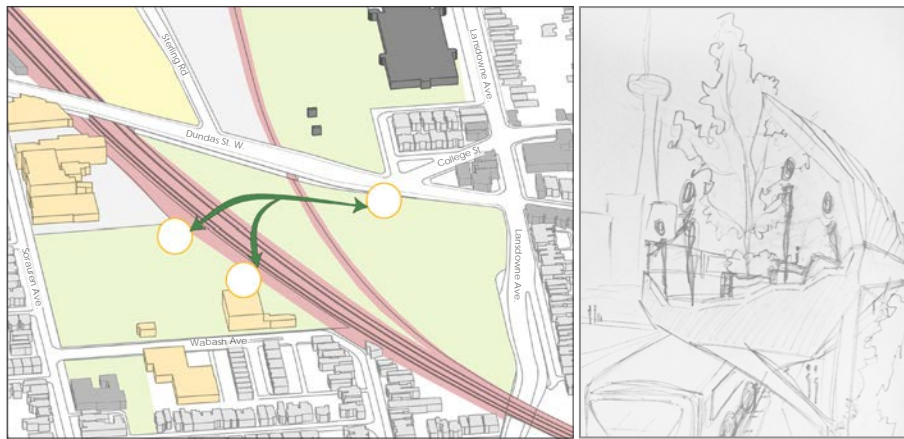 Sterling Rd
Lansdowne Ave.
Dundas St. W.
College St.
Sorauren Ave.
Lansdowne Ave.
Wabash Ave.